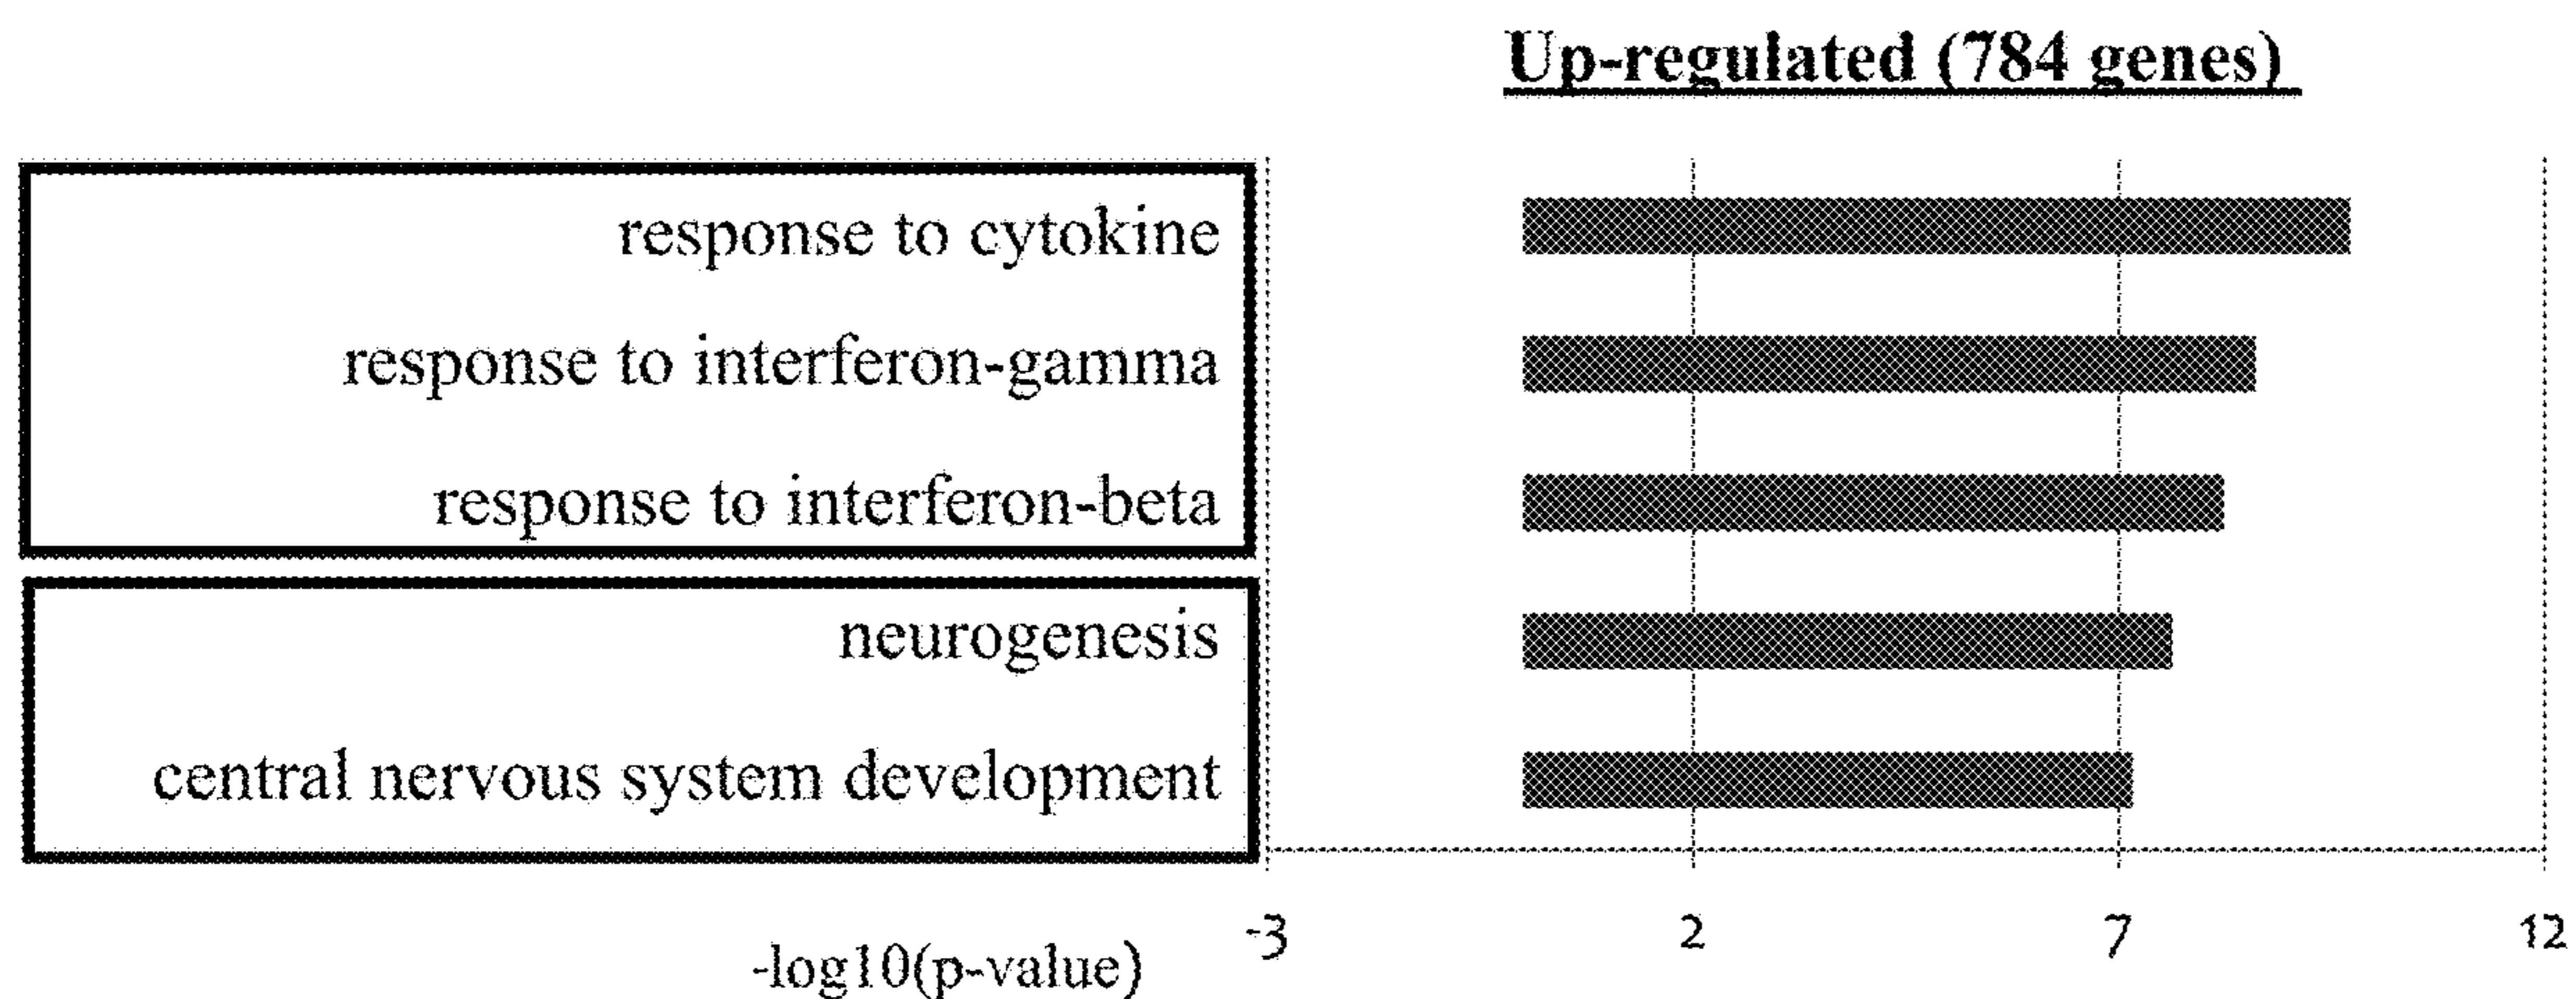 Up-regulated (784 genes)
response to cytokine
response to interferon-gamma
response to interferon-beta
neurogenesis
central nervous system development
-3 2 7 12
-log10(p-value)